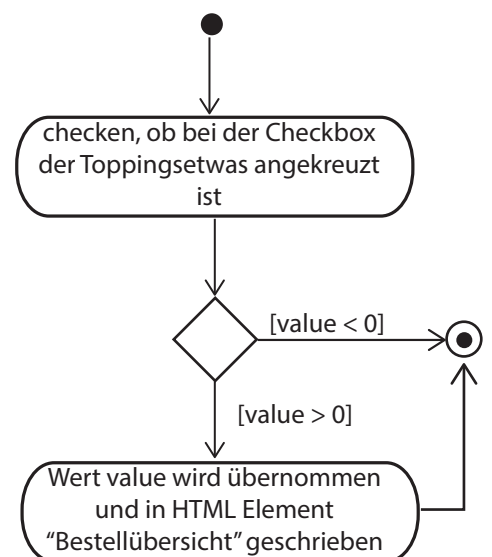 checken, ob bei der Checkbox
der Toppingsetwas angekreuzt
ist
[value < 0]
[value > 0]
Wert value wird übernommen
und in HTML Element
“Bestellübersicht” geschrieben